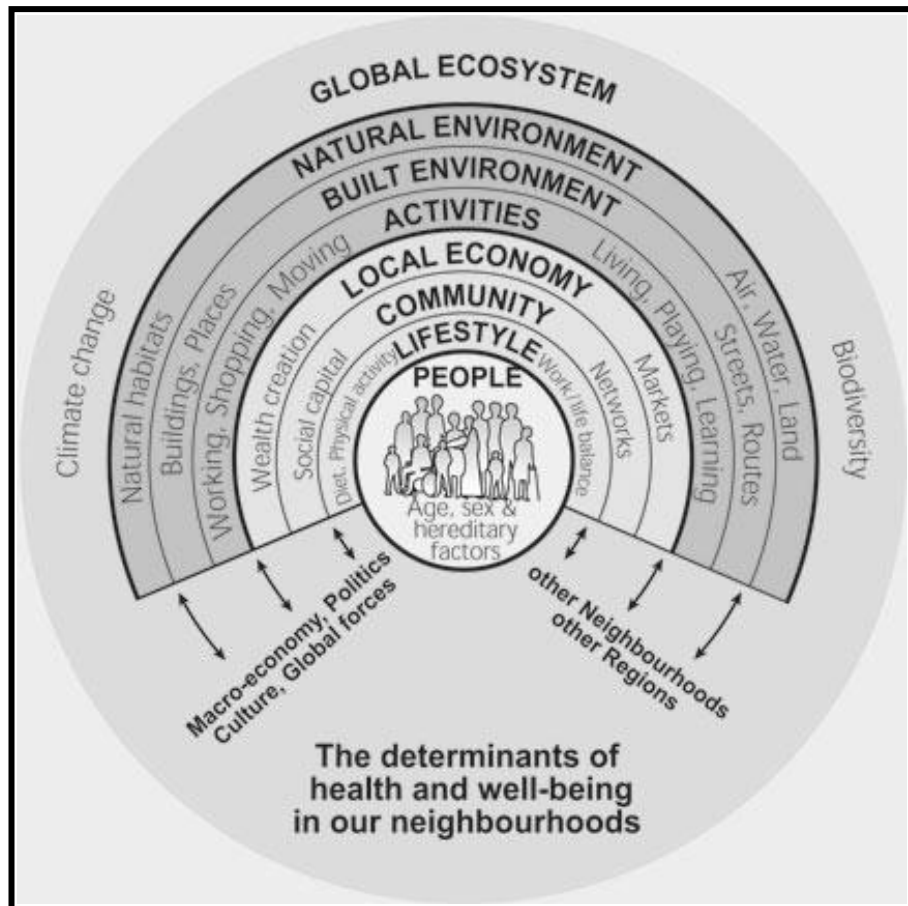 GLOBAL ECOSYSTEM
NATURAL ENVIRONMENT
BUILT ENVIRONMENT
ACTIVITIES
LOCAL ECONOMY
COMMUNITY
LIFESTYLE
PEOPLE
Age, sex &
hereditary
factors
Climate change
Natural habitats
Buildings, Places
Working, Shopping, Moving
Wealth creation
Social capital
Diet. Physical activity
Work/life balance
Networks
Markets
Living, Playing, Learning
Streets, Routes
Air, Water, Land
Biodiversity
Macro-economy, Politics
Culture, Global forces
other Neighbourhoods
other Regions
The determinants of
health and well-being
in our neighbourhoods